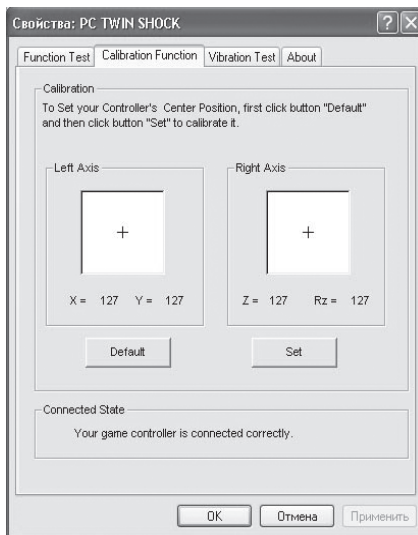 Свойства: PC TWIN SHOCK
Function Test Calibration Function Vibration Test About
Calibration
To Set your Controller's Center Position, first click button "Default"
and then click button "Set" to calibrate it.
Left Axis Right Axis
X = 127 Y = 127 Z = 127 Rz = 127
Default Set
Connected State
Your game controller is connected correctly.
OK Отмена Применить